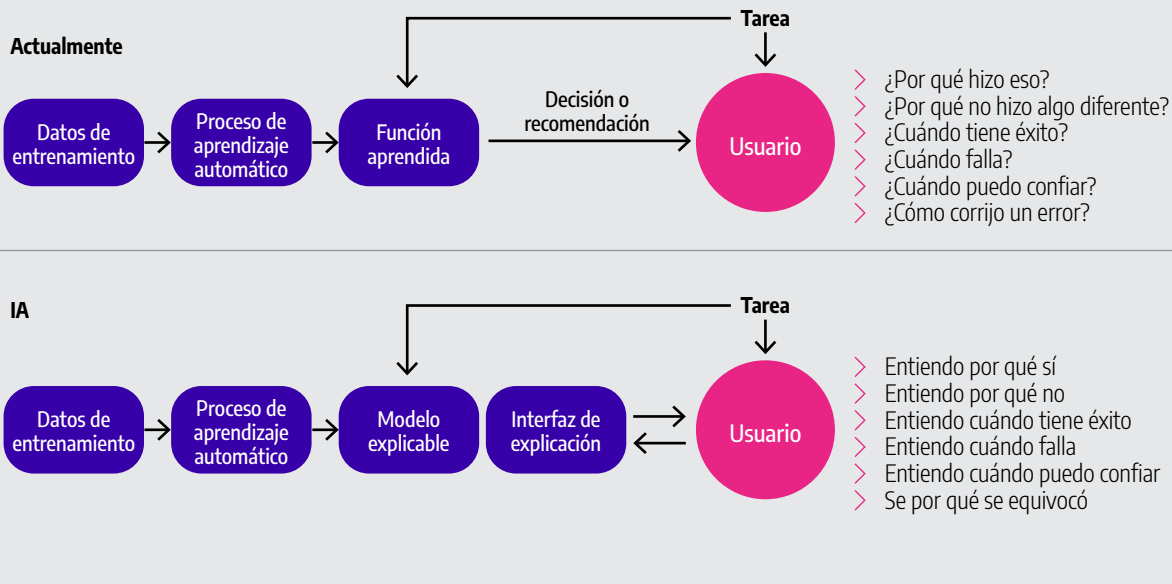 Tarea
Actualmente
Datos de
entrenamiento
Proceso de
aprendizaje
automático
Función
aprendida
Decisión o
recomendación
Usuario
¿Por qué hizo eso?
¿Por qué no hizo algo diferente?
¿Cuándo tiene éxito?
¿Cuándo falla?
¿Cuándo puedo confiar?
¿Cómo corrijo un error?
IA
Tarea
Datos de
entrenamiento
Proceso de
aprendizaje
automático
Modelo
explicable
Interfaz de
explicación
Usuario
Entiendo por qué sí
Entiendo por qué no
Entiendo cuándo tiene éxito
Entiendo cuándo falla
Entiendo cuándo puedo confiar
Se por qué se equivocó